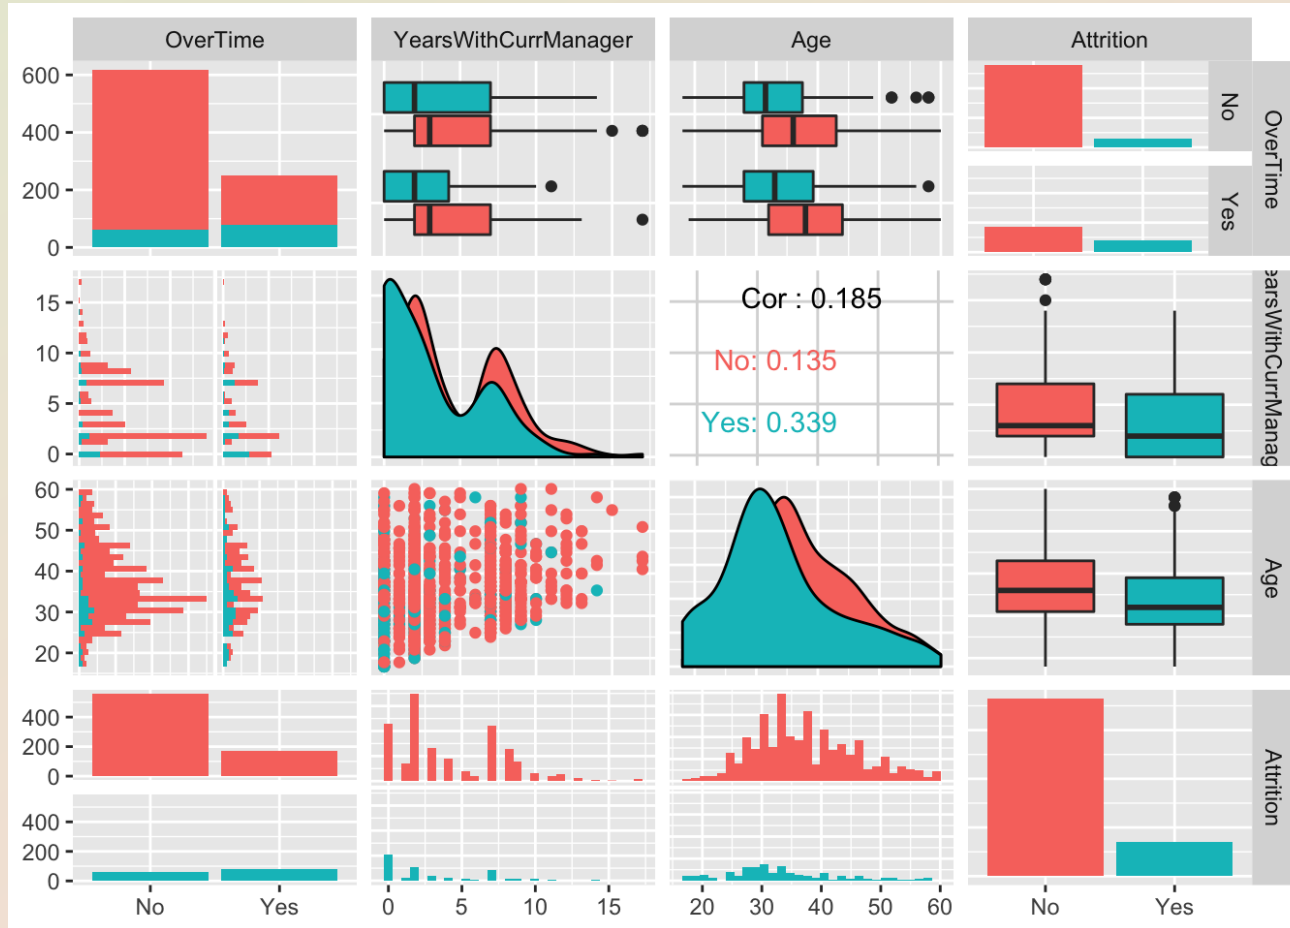 OverTime
YearsWithCurrManager
Age
Attrition
600
400
200
0
No
Yes
OverTime
15
10
5
0
Cor : 0.185
No: 0.135
Yes: 0.339
earsWithCurrManag
60
50
40
30
20
Age
400
200
0
400
200
0
Attrition
No
Yes
0
5
10
15
20
30
40
50
60
No
Yes